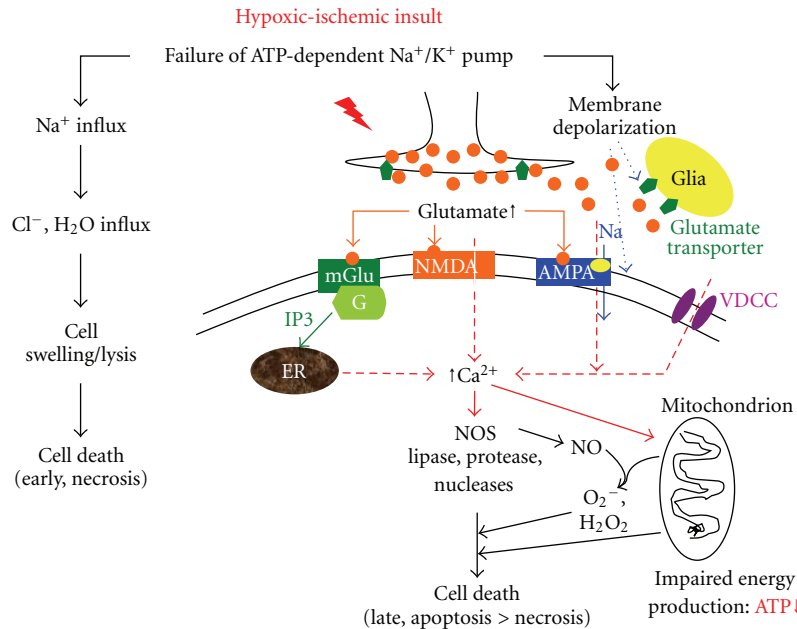 Hypoxic-ischemic insult
Failure of ATP-dependent Na⁺/K⁺ pump
Na⁺ influx
Cl⁻, H₂O influx
Cell
swelling/lysis
Cell death
(early, necrosis)
Membrane
depolarization
Glia
Glutamate
transporter
Glutamate↑
Na
mGlu
NMDA
AMPA
G
VDCC
IP3
ER
↑Ca²⁺
NOS
lipase, protease,
nucleases
NO
O₂⁻,
H₂O₂
Mitochondrion
Impaired energy
production: ATP↓
Cell death
(late, apoptosis > necrosis)